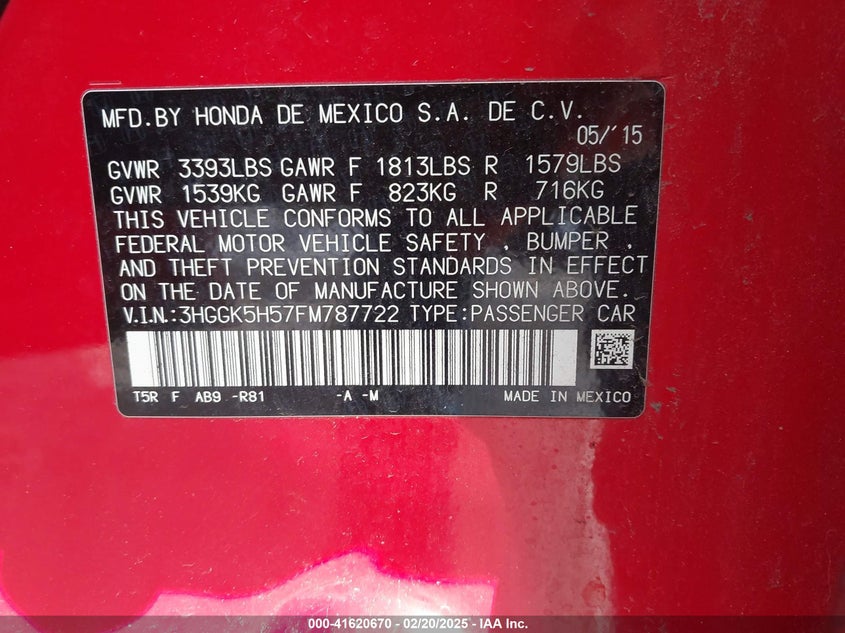 MFD.BY HONDA DE MEXICO S.A. DE C.V.
05/'15
GVWR 3393LBS GAWR F 1813LBS R 1579LBS
GVWR 1539KG GAWR F 823KG R 716KG
THIS VEHICLE CONFORMS TO ALL APPLICABLE
FEDERAL MOTOR VEHICLE SAFETY , BUMPER ,
AND THEFT PREVENTION STANDARDS IN EFFECT
ON THE DATE OF MANUFACTURE SHOWN ABOVE.
V.I.N.:3HGGK5H57FM787722 TYPE:PASSENGER CAR
T5R F AB9 -R81 -A -M MADE IN MEXICO
000-41620670 — 02/20/2025 — IAA Inc.